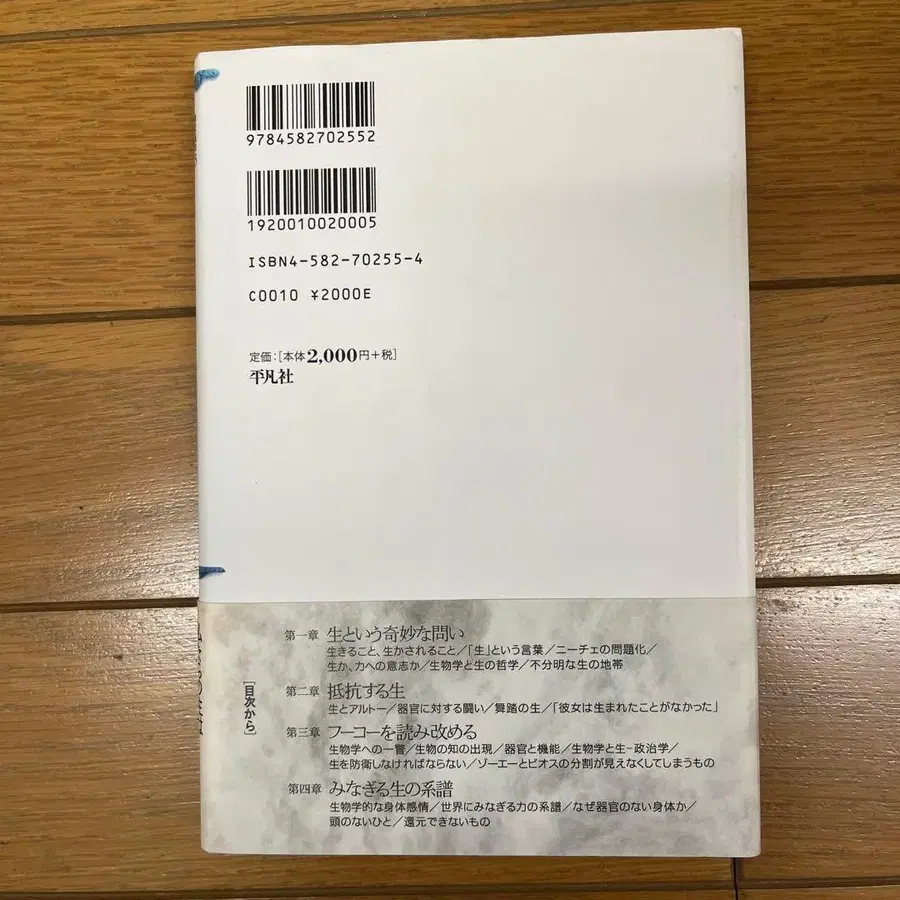 9784582702552
1920010020005
ISBN4-582-70255-4
C0010 ¥2000E
定価：[本体2,000円＋税]
平凡社
[目次から]
第一章 生という奇妙な問い
生きること、生かされること／「生」という言葉／ニーチェの問題化／
生か、力への意志か／生物学と生の哲学／不分明な生の地帯
第二章 抵抗する生
生とアルトー／器官に対する闘い／舞踏の生／「彼女は生まれたことがなかった」
第三章 フーコーを読み改める
生物学への一瞥／生物の知の出現／器官と機能／生物学と生-政治学／
生を防衛しなければならない／ゾーエーとビオスの分割が見えなくしてしまうもの
第四章 みなぎる生の系譜
生物学的な身体感情／世界にみなぎる力の系譜／なぜ器官のない身体か／
頭のないひと／還元できないもの